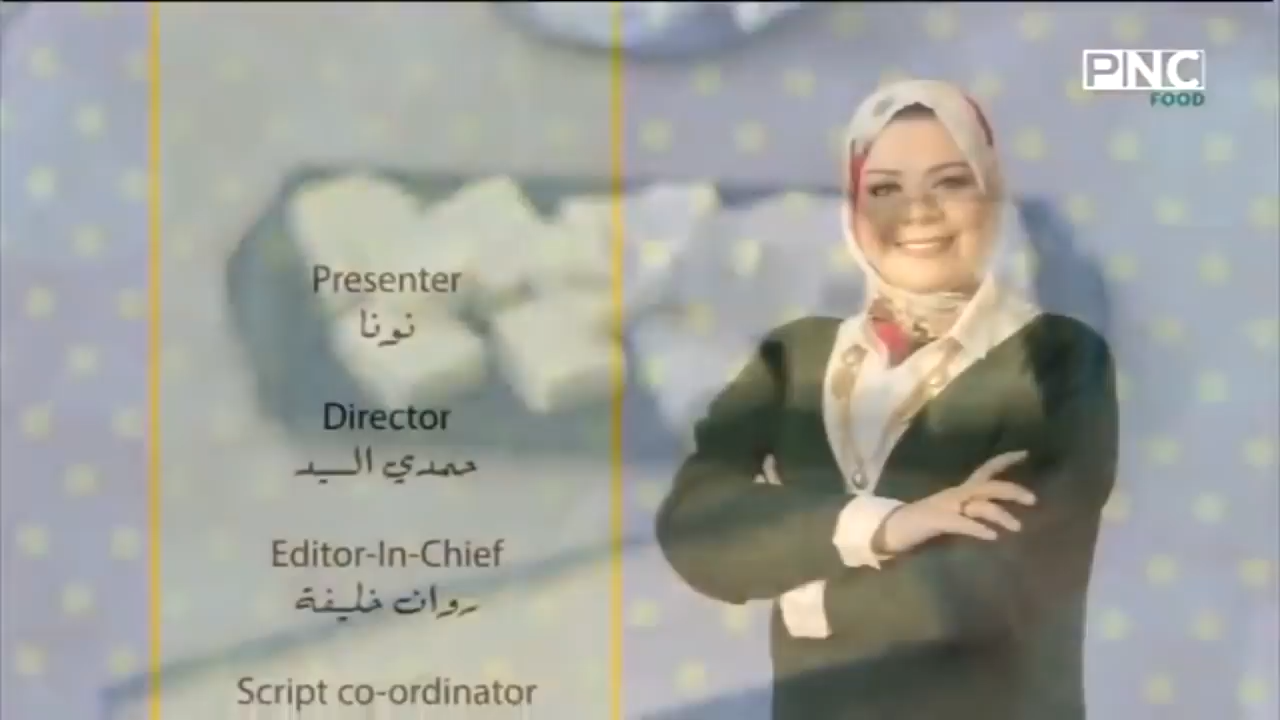 PNC
FOOD
Presenter
نونا
Director
حمدي السيد
Editor-In-Chief
روان خليفة
Script co-ordinator